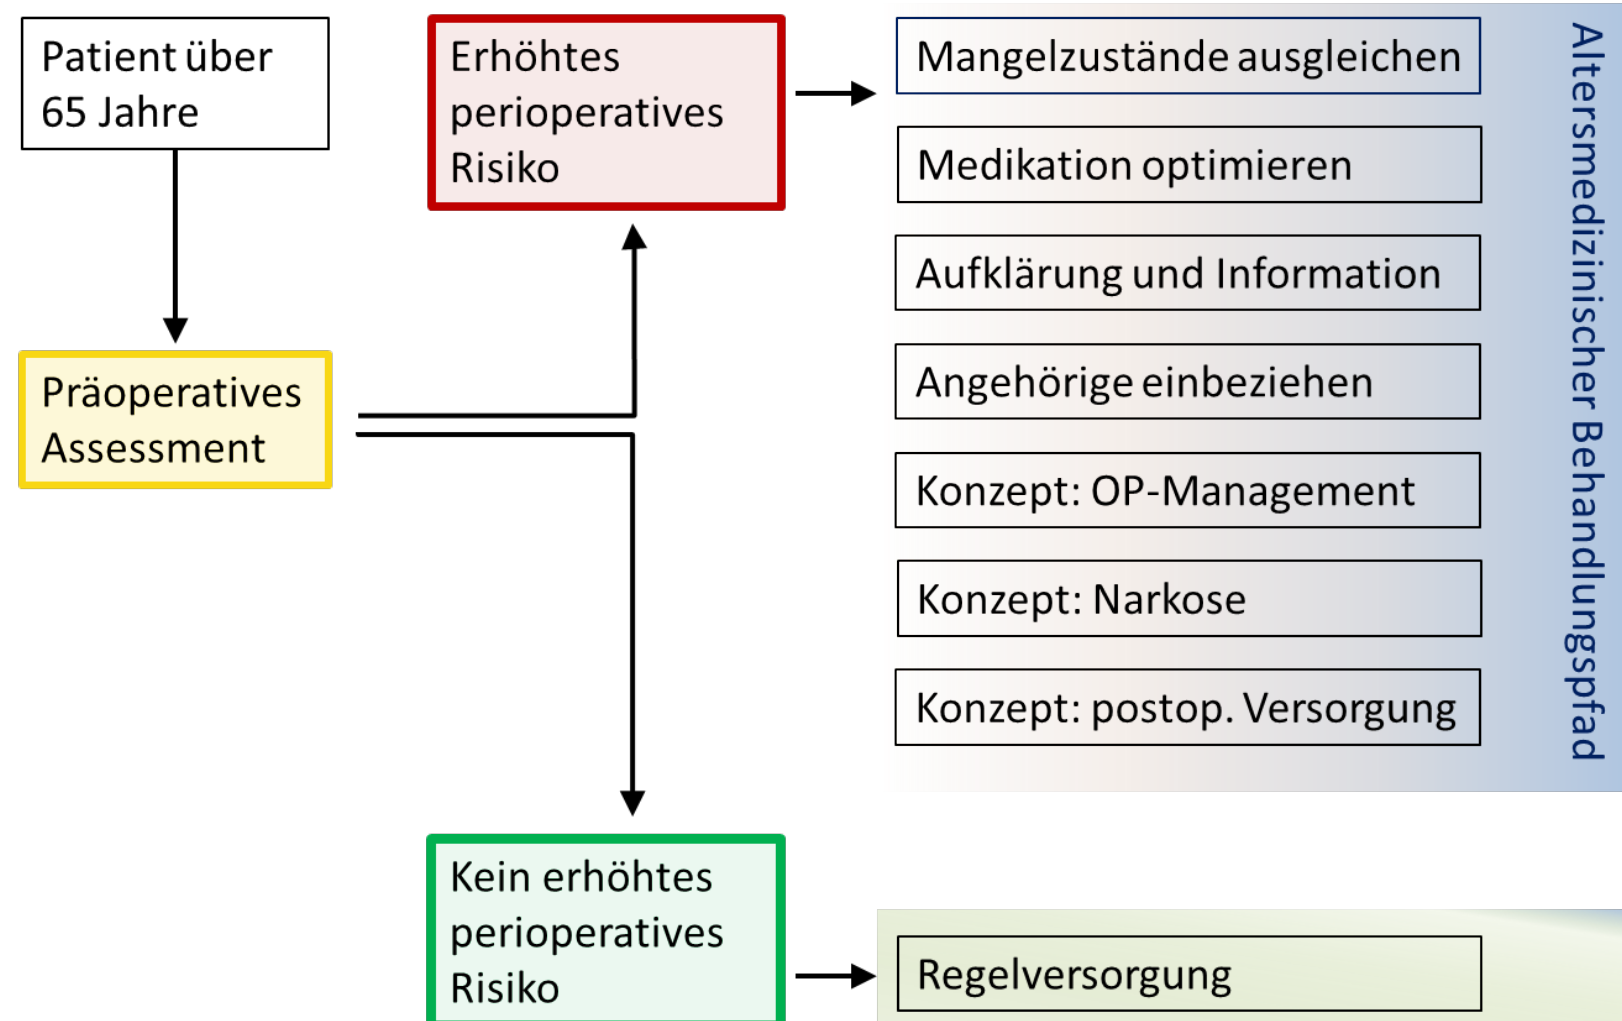 Patient über
65 Jahre
Präoperatives
Assessment
Erhöhtes
perioperatives
Risiko
Kein erhöhtes
perioperatives
Risiko
Mangelzustände ausgleichen
Medikation optimieren
Aufklärung und Information
Angehörige einbeziehen
Konzept: OP-Management
Konzept: Narkose
Konzept: postop. Versorgung
Altersmedizinischer Behandlungspfad
Regelversorgung